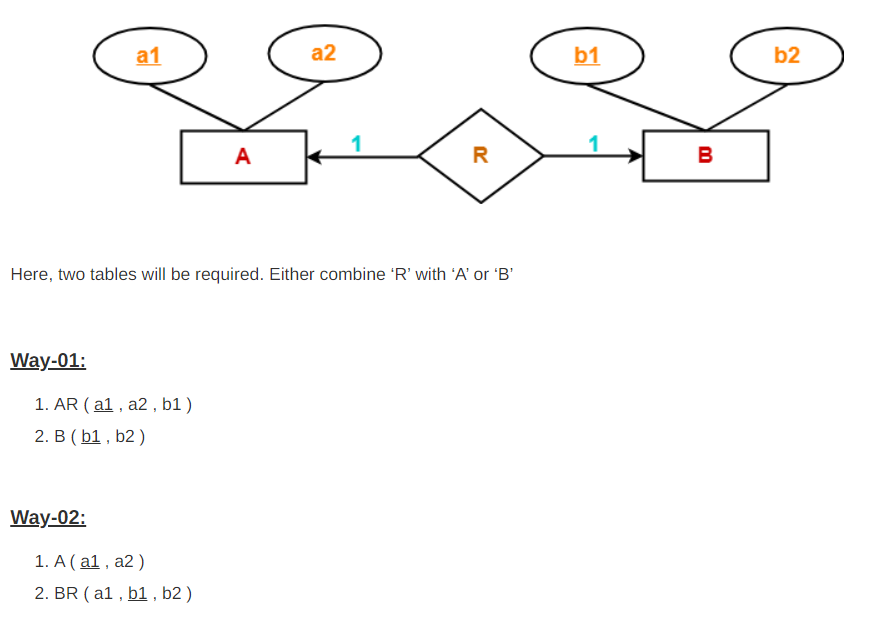 a1 a2 b1 b2
1 1
A R B
Here, two tables will be required. Either combine ‘R’ with ‘A’ or ‘B’
Way-01:
1. AR ( a1 , a2 , b1 )
2. B ( b1 , b2 )
Way-02:
1. A ( a1 , a2 )
2. BR ( a1 , b1 , b2 )